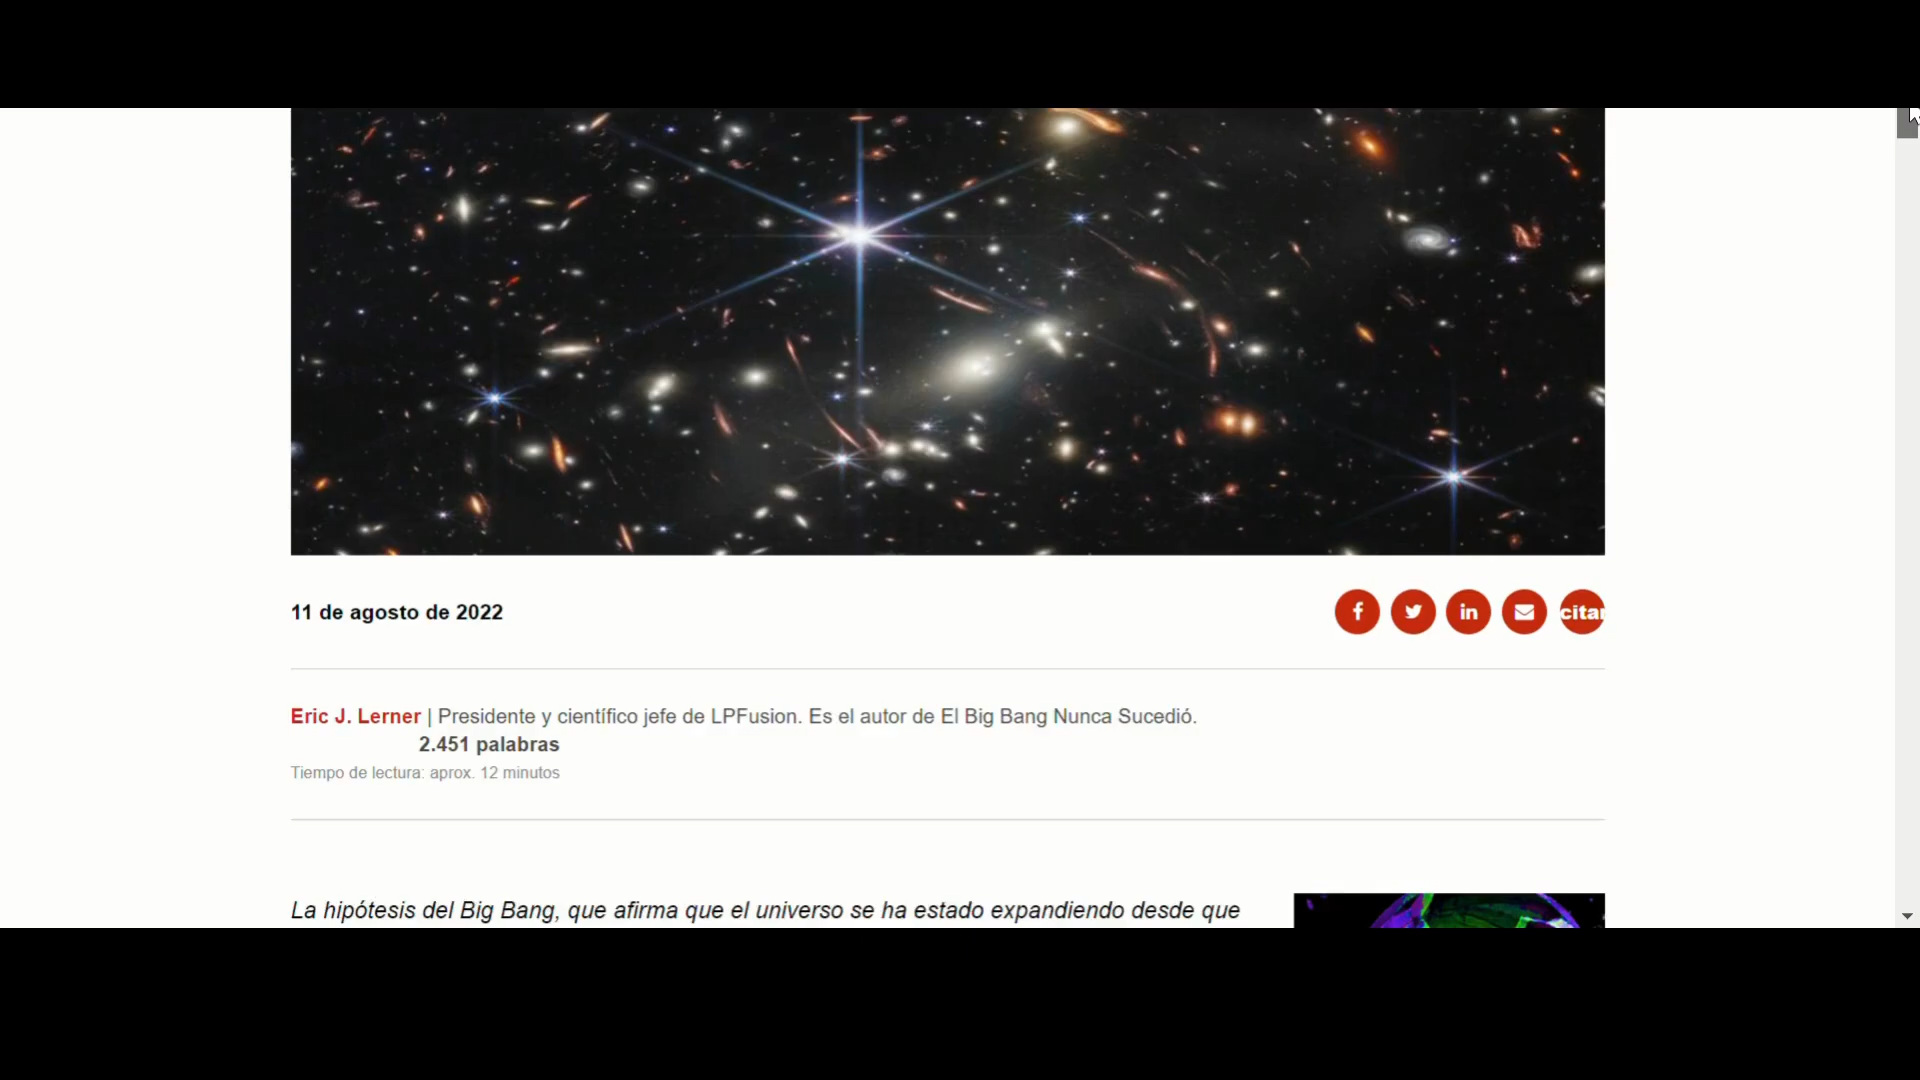 11 de agosto de 2022
citar
Eric J. Lerner | Presidente y científico jefe de LPFusion. Es el autor de El Big Bang Nunca Sucedió.
2.451 palabras
Tiempo de lectura: aprox. 12 minutos
La hipótesis del Big Bang, que afirma que el universo se ha estado expandiendo desde que